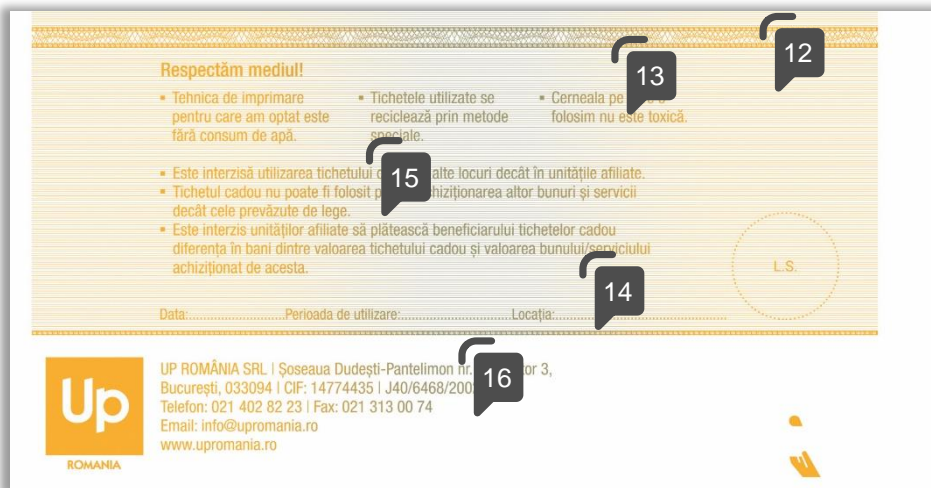 12
13
Respectăm mediul!
▪ Tehnica de imprimare
pentru care am optat este
fără consum de apă.
▪ Tichetele utilizate se
reciclează prin metode
speciale.
▪ Cerneala pe
folosim nu este toxică.
15
▪ Este interzisă utilizarea tichetului alte locuri decât în unitățile afiliate.
▪ Tichetul cadou nu poate fi folosit altor bunuri și servicii
decât cele prevăzute de lege.
▪ Este interzis unităților afiliate să plătească beneficiarului tichetelor cadou
diferența în bani dintre valoarea tichetului cadou și valoarea bunului/serviciului
achiziționat de acesta.
L.S.
14
Data:..................Perioada de utilizare:....................Locația:..............................
16
Up
ROMANIA
UP ROMÂNIA SRL | Șoseaua Dudești-Pantelimon nr. 3,
București, 033094 | CIF: 14774435 |
Telefon: 021 402 82 23 | Fax: 021 313 00 74
Email: info@upromania.ro
www.upromania.ro